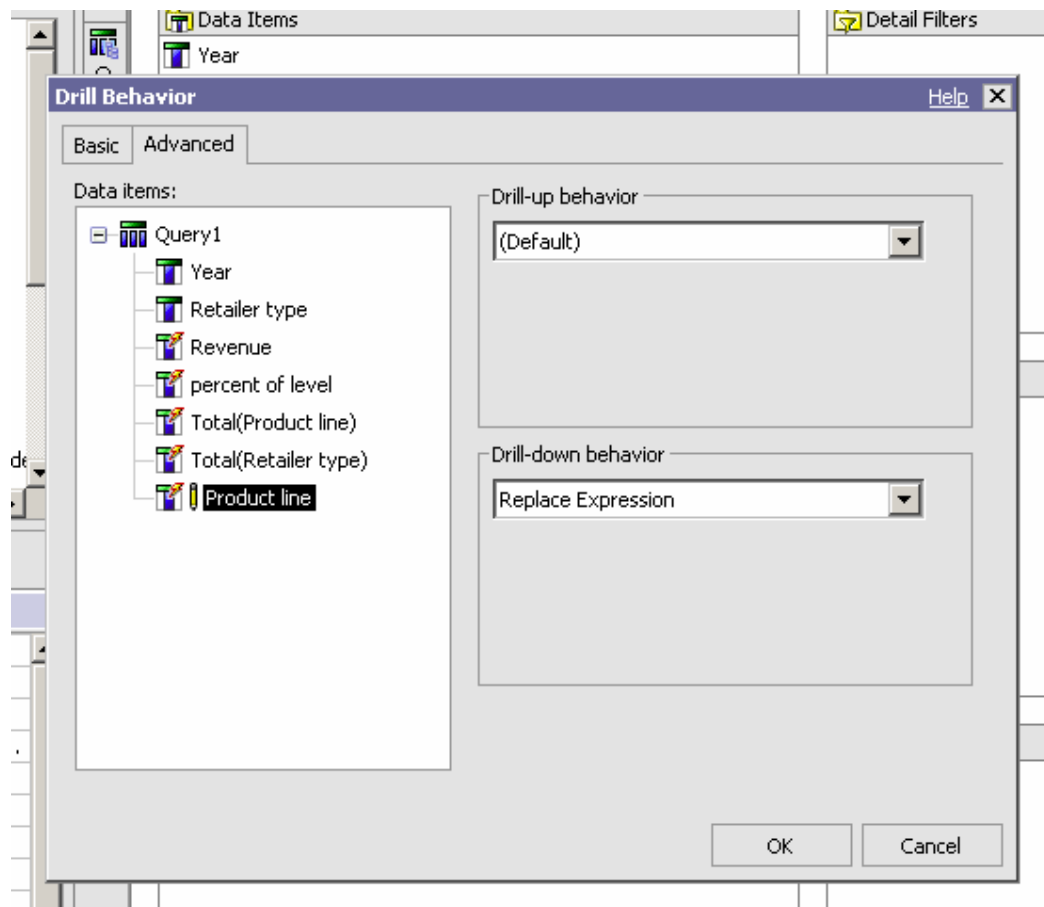 Data Items
Detail Filters
Year
Drill Behavior
Help
Basic
Advanced
Data items:
Query1
Year
Retailer type
Revenue
percent of level
Total(Product line)
Total(Retailer type)
Product line
Drill-up behavior
(Default)
Drill-down behavior
Replace Expression
OK
Cancel